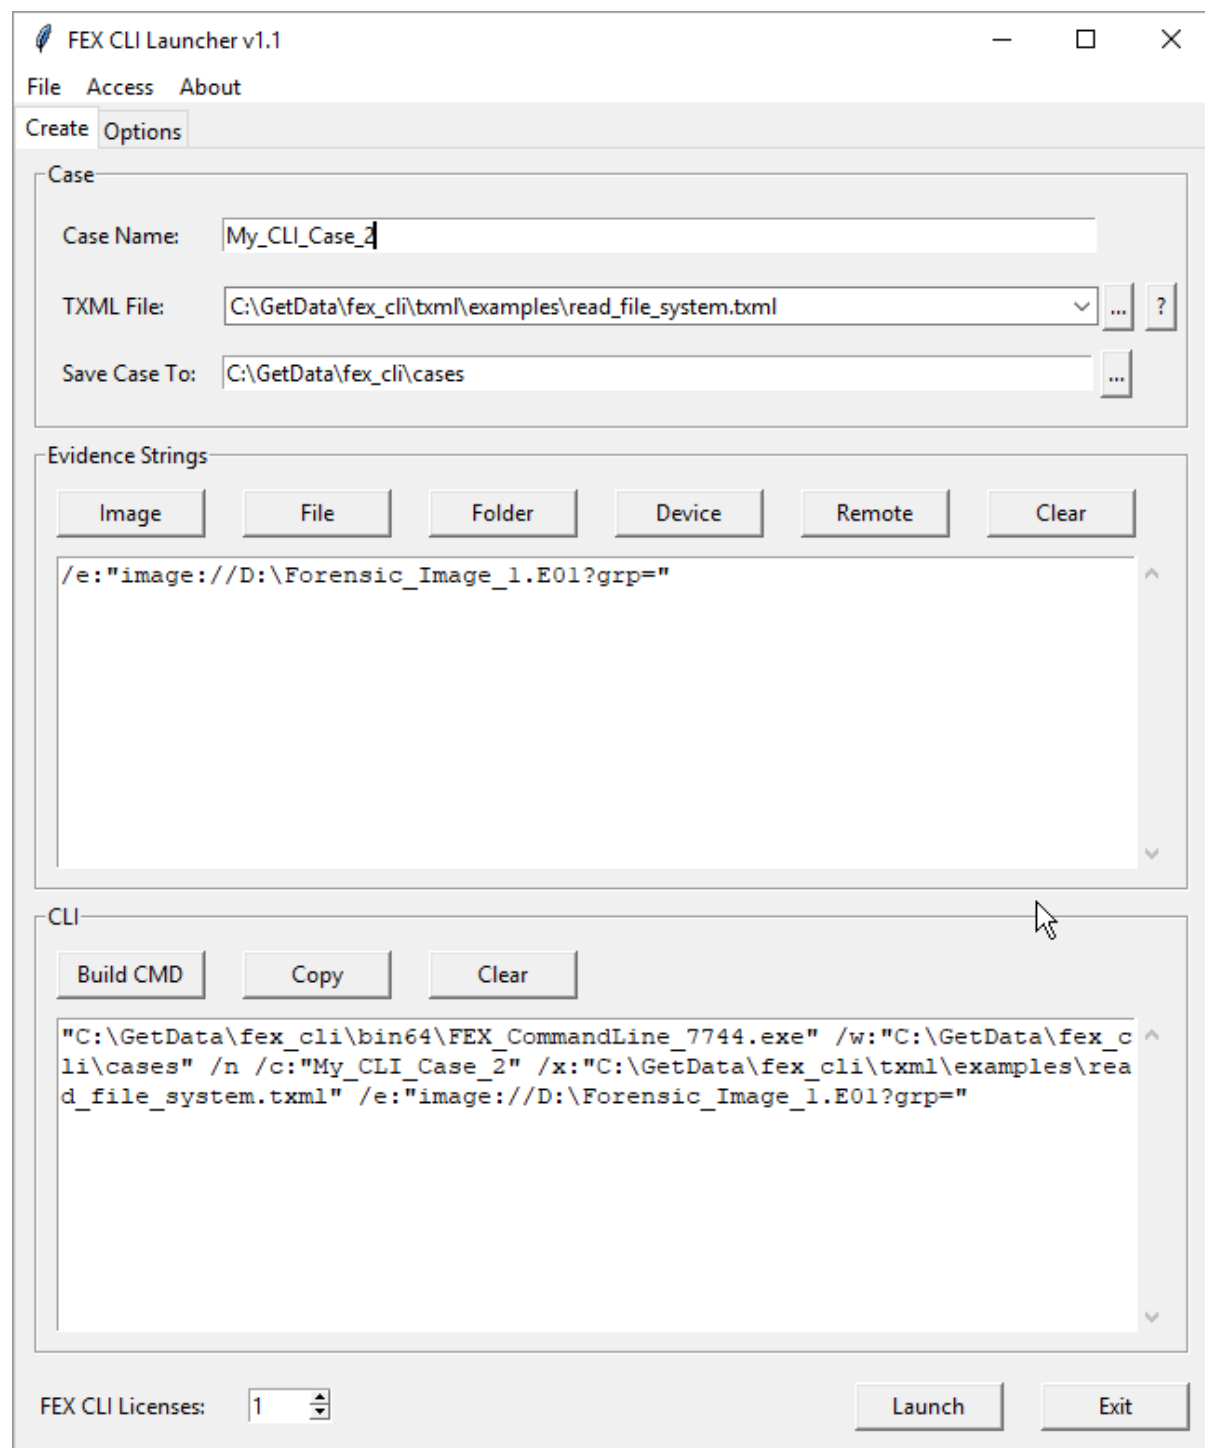 FEX CLI Launcher v1.1
File Access About
Create Options
Case
Case Name: My_CLI_Case_2
TXML File: C:\GetData\fex_cli\txml\examples\read_file_system.txml ... ?
Save Case To: C:\GetData\fex_cli\cases ...
Evidence Strings
Image File Folder Device Remote Clear
/e:"image://D:\Forensic_Image_1.E01?grp="
CLI
Build CMD Copy Clear
"C:\GetData\fex_cli\bin64\FEX_CommandLine_7744.exe" /w:"C:\GetData\fex_c
li\cases" /n /c:"My_CLI_Case_2" /x:"C:\GetData\fex_cli\txml\examples\rea
d_file_system.txml" /e:"image://D:\Forensic_Image_1.E01?grp="
FEX CLI Licenses: 1 Launch Exit